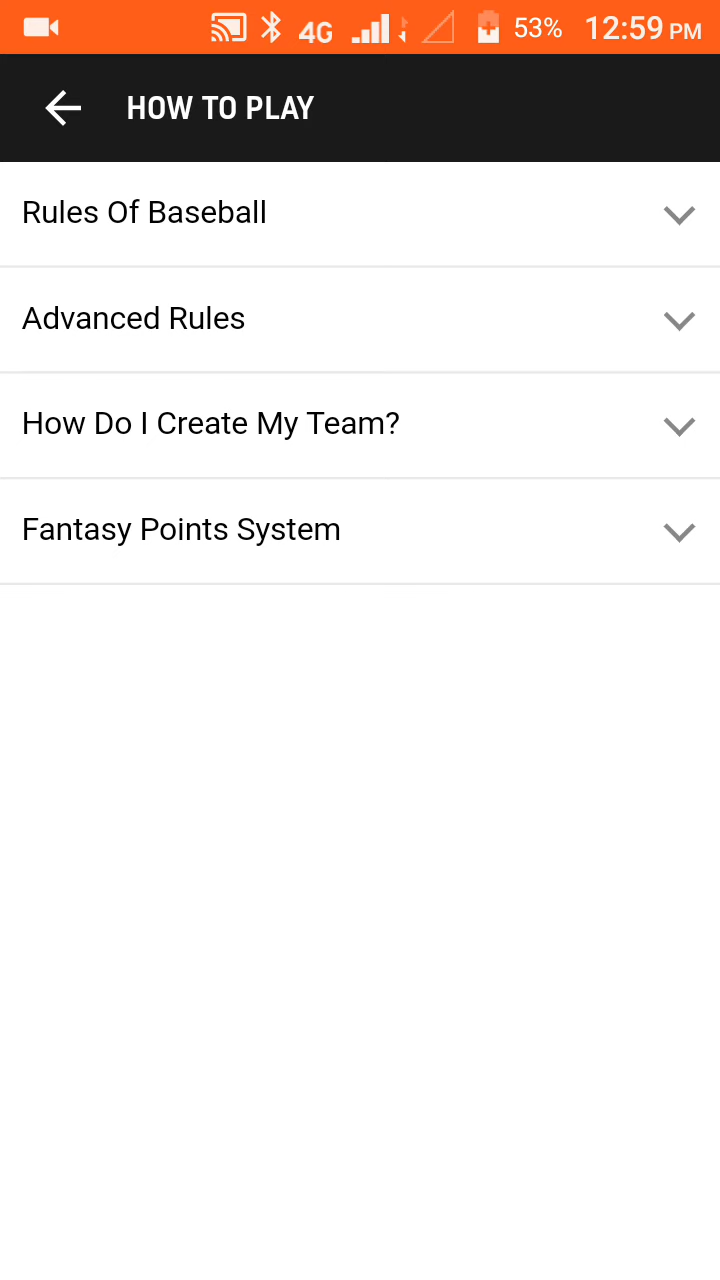 4G 53% 12:59 PM
HOW TO PLAY
Rules Of Baseball
Advanced Rules
How Do I Create My Team?
Fantasy Points System